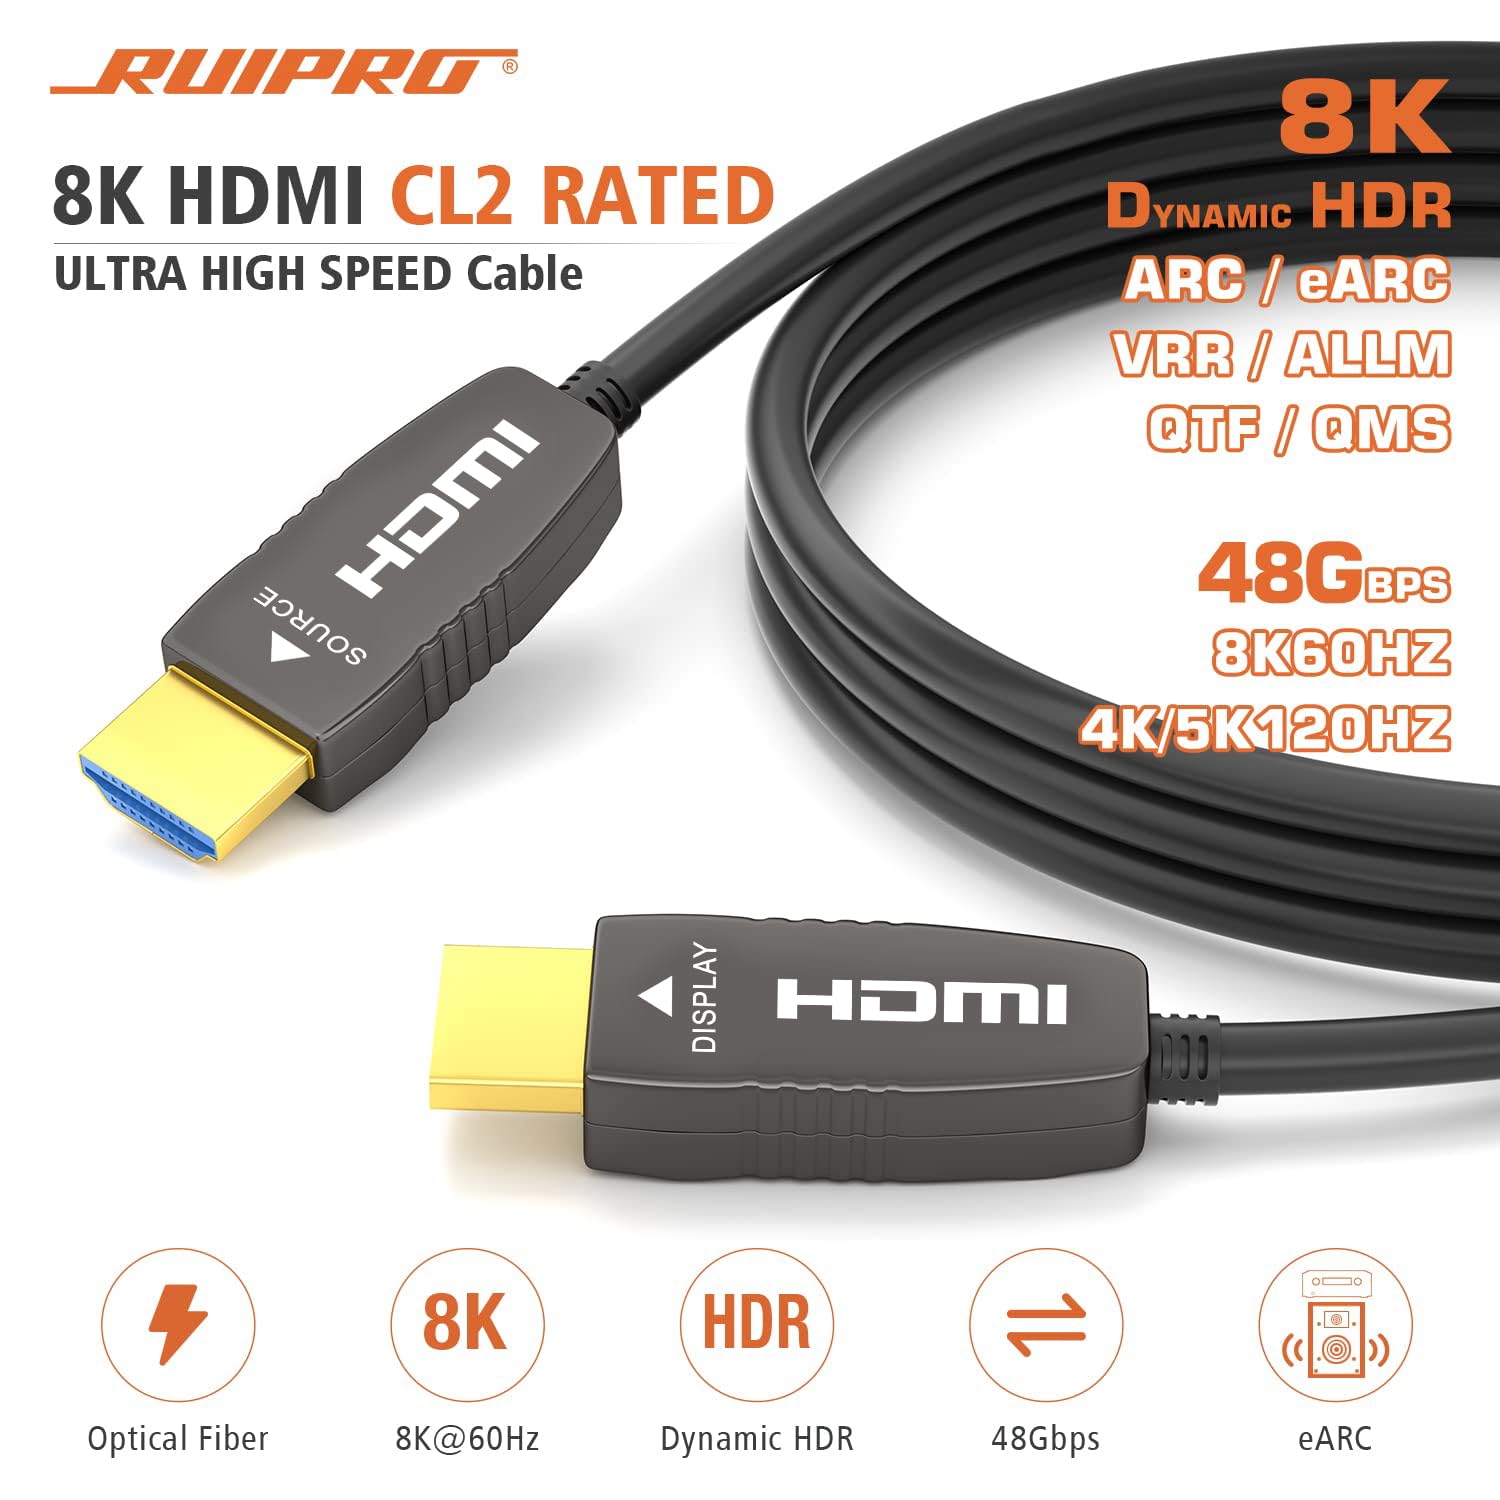 RUIPRO®
8K HDMI CL2 RATED
ULTRA HIGH SPEED Cable
8K
DYNAMIC HDR
ARC / eARC
VRR / ALLM
QTF / QMS
48GBPS
8K60HZ
4K/5K120HZ
HDMI
SOURCE
DISPLAY
HDMI
8K
HDR
Optical Fiber
8K@60Hz
Dynamic HDR
48Gbps
eARC